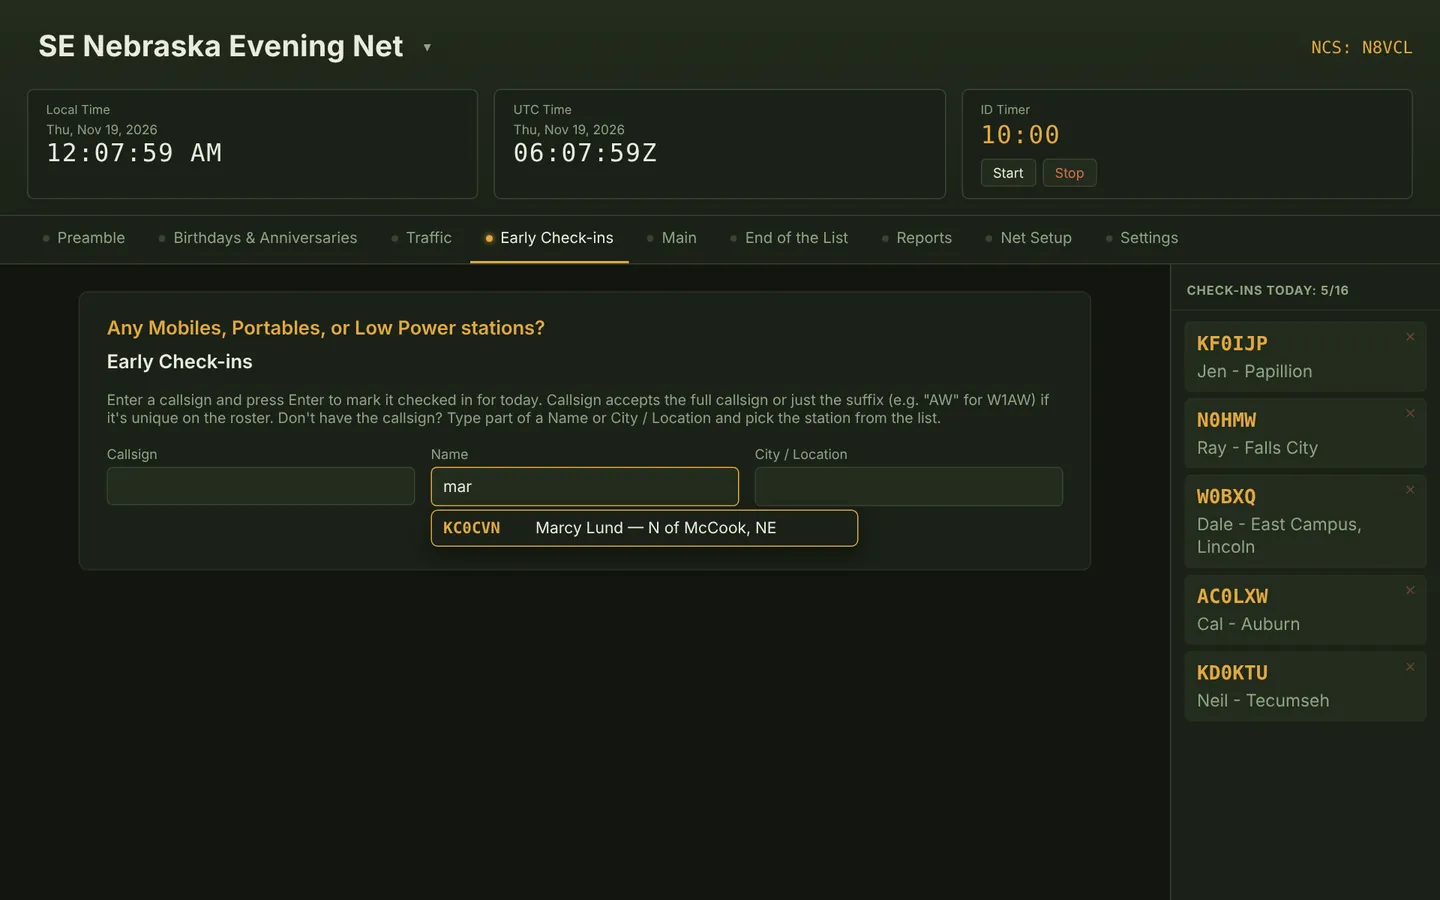 SE Nebraska Evening Net ▼
NCS: N8VCL
Local Time
Thu, Nov 19, 2026
12:07:59 AM
UTC Time
Thu, Nov 19, 2026
06:07:59Z
ID Timer
10:00
Start Stop
Preamble Birthdays & Anniversaries Traffic Early Check-ins Main End of the List Reports Net Setup Settings
Any Mobiles, Portables, or Low Power stations?
Early Check-ins
Enter a callsign and press Enter to mark it checked in for today. Callsign accepts the full callsign or just the suffix (e.g. "AW" for W1AW) if
it's unique on the roster. Don't have the callsign? Type part of a Name or City / Location and pick the station from the list.
Callsign Name City / Location
mar
KC0CVN Marcy Lund — N of McCook, NE
CHECK-INS TODAY: 5/16
KF0IJP ×
Jen - Papillion
N0HMW ×
Ray - Falls City
W0BXQ ×
Dale - East Campus,
Lincoln
AC0LXW ×
Cal - Auburn
KD0KTU ×
Neil - Tecumseh